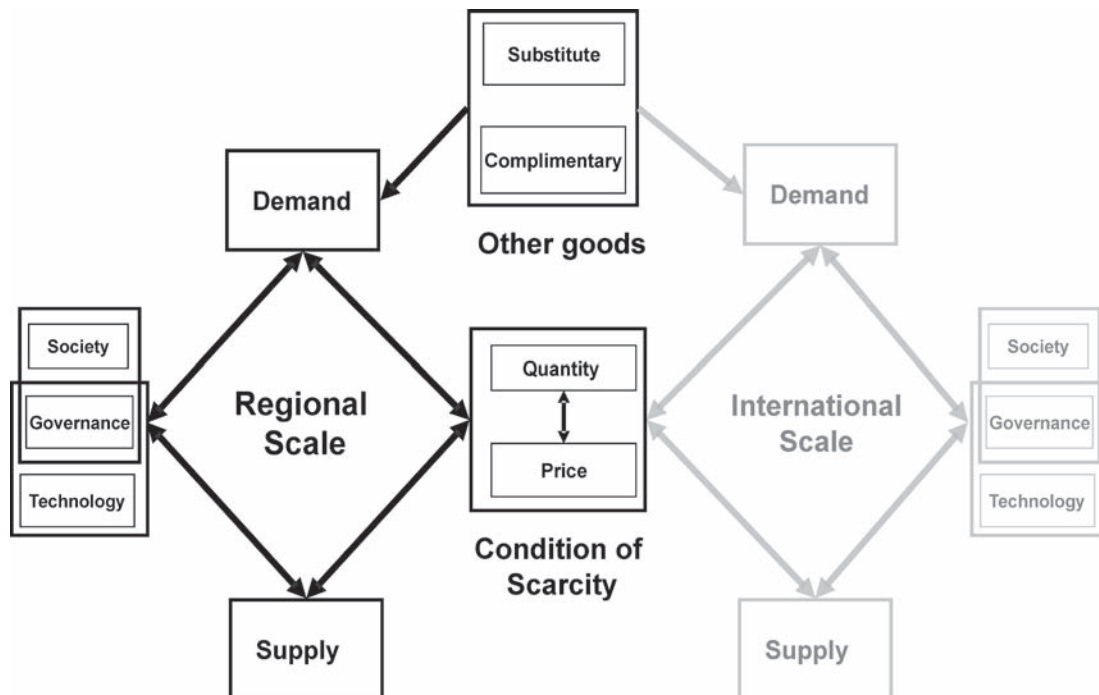 Substitute
Complimentary
Other goods
Demand
Demand
Society
Governance
Technology
Regional
Scale
Quantity
Price
Condition of
Scarcity
International
Scale
Society
Governance
Technology
Supply
Supply